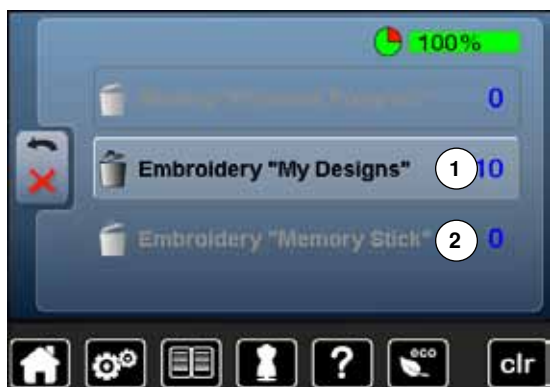 100%
0
Embroidery "My Designs" 1 10
Embroidery "Memory Stick" 2 0
? eco clr